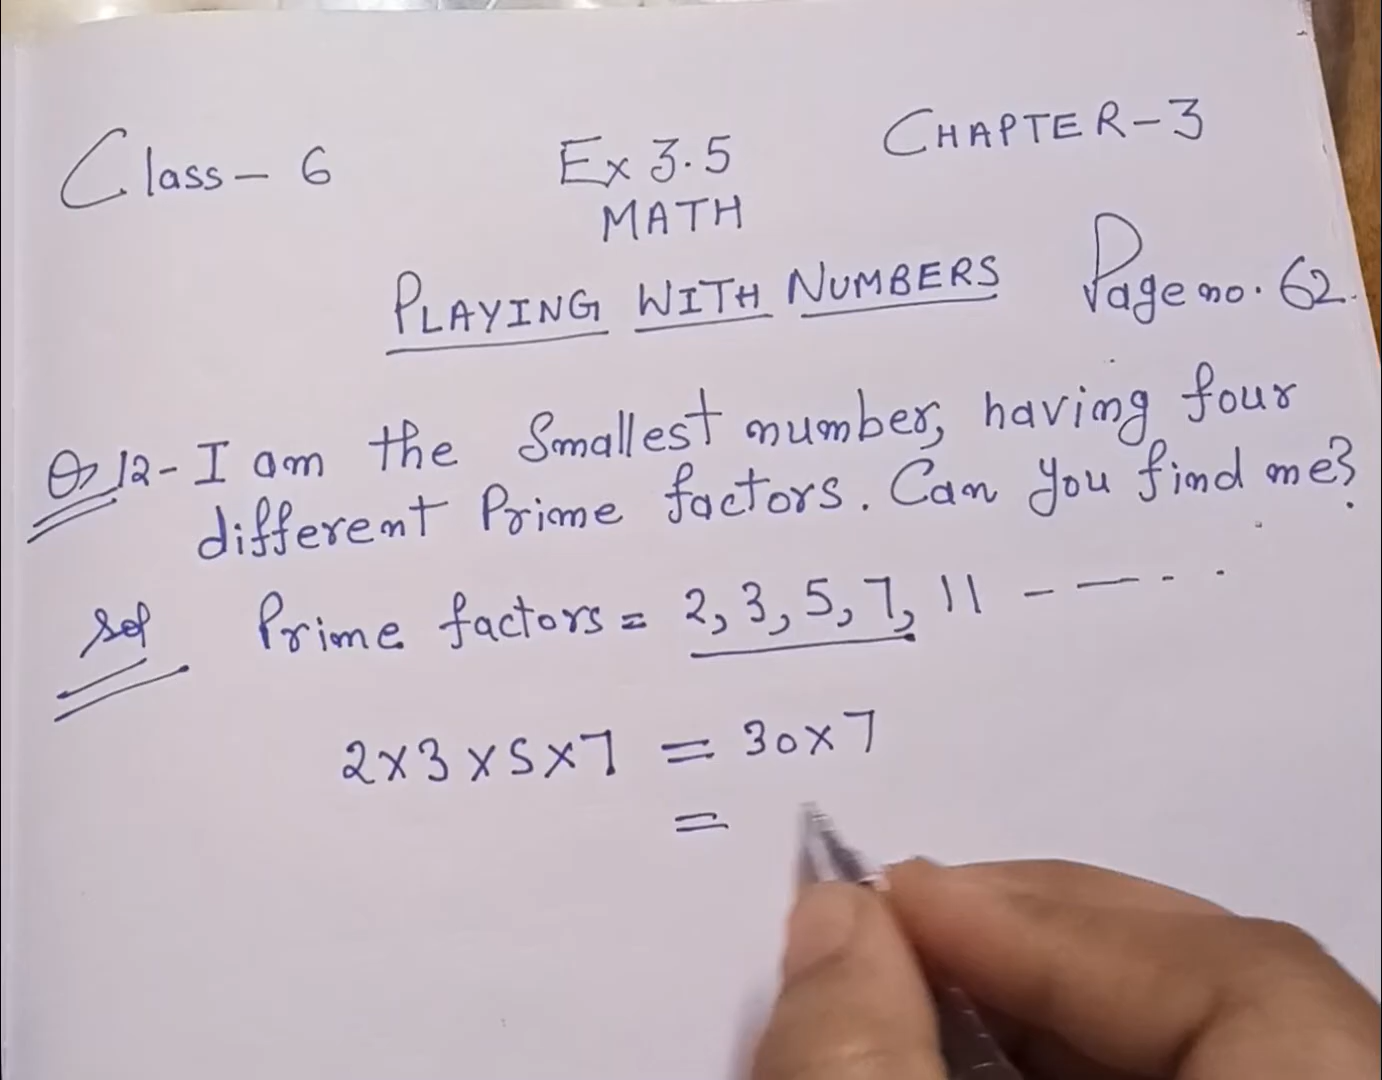 Class - 6 Ex 3.5 CHAPTER-3
MATH
PLAYING WITH NUMBERS Page no. 62.
Q 12- I am the Smallest number, having four
different Prime factors. Can you find me?
Sol Prime factors = 2, 3, 5, 7, 11 - — - . .
2×3×5×7 = 30×7
=